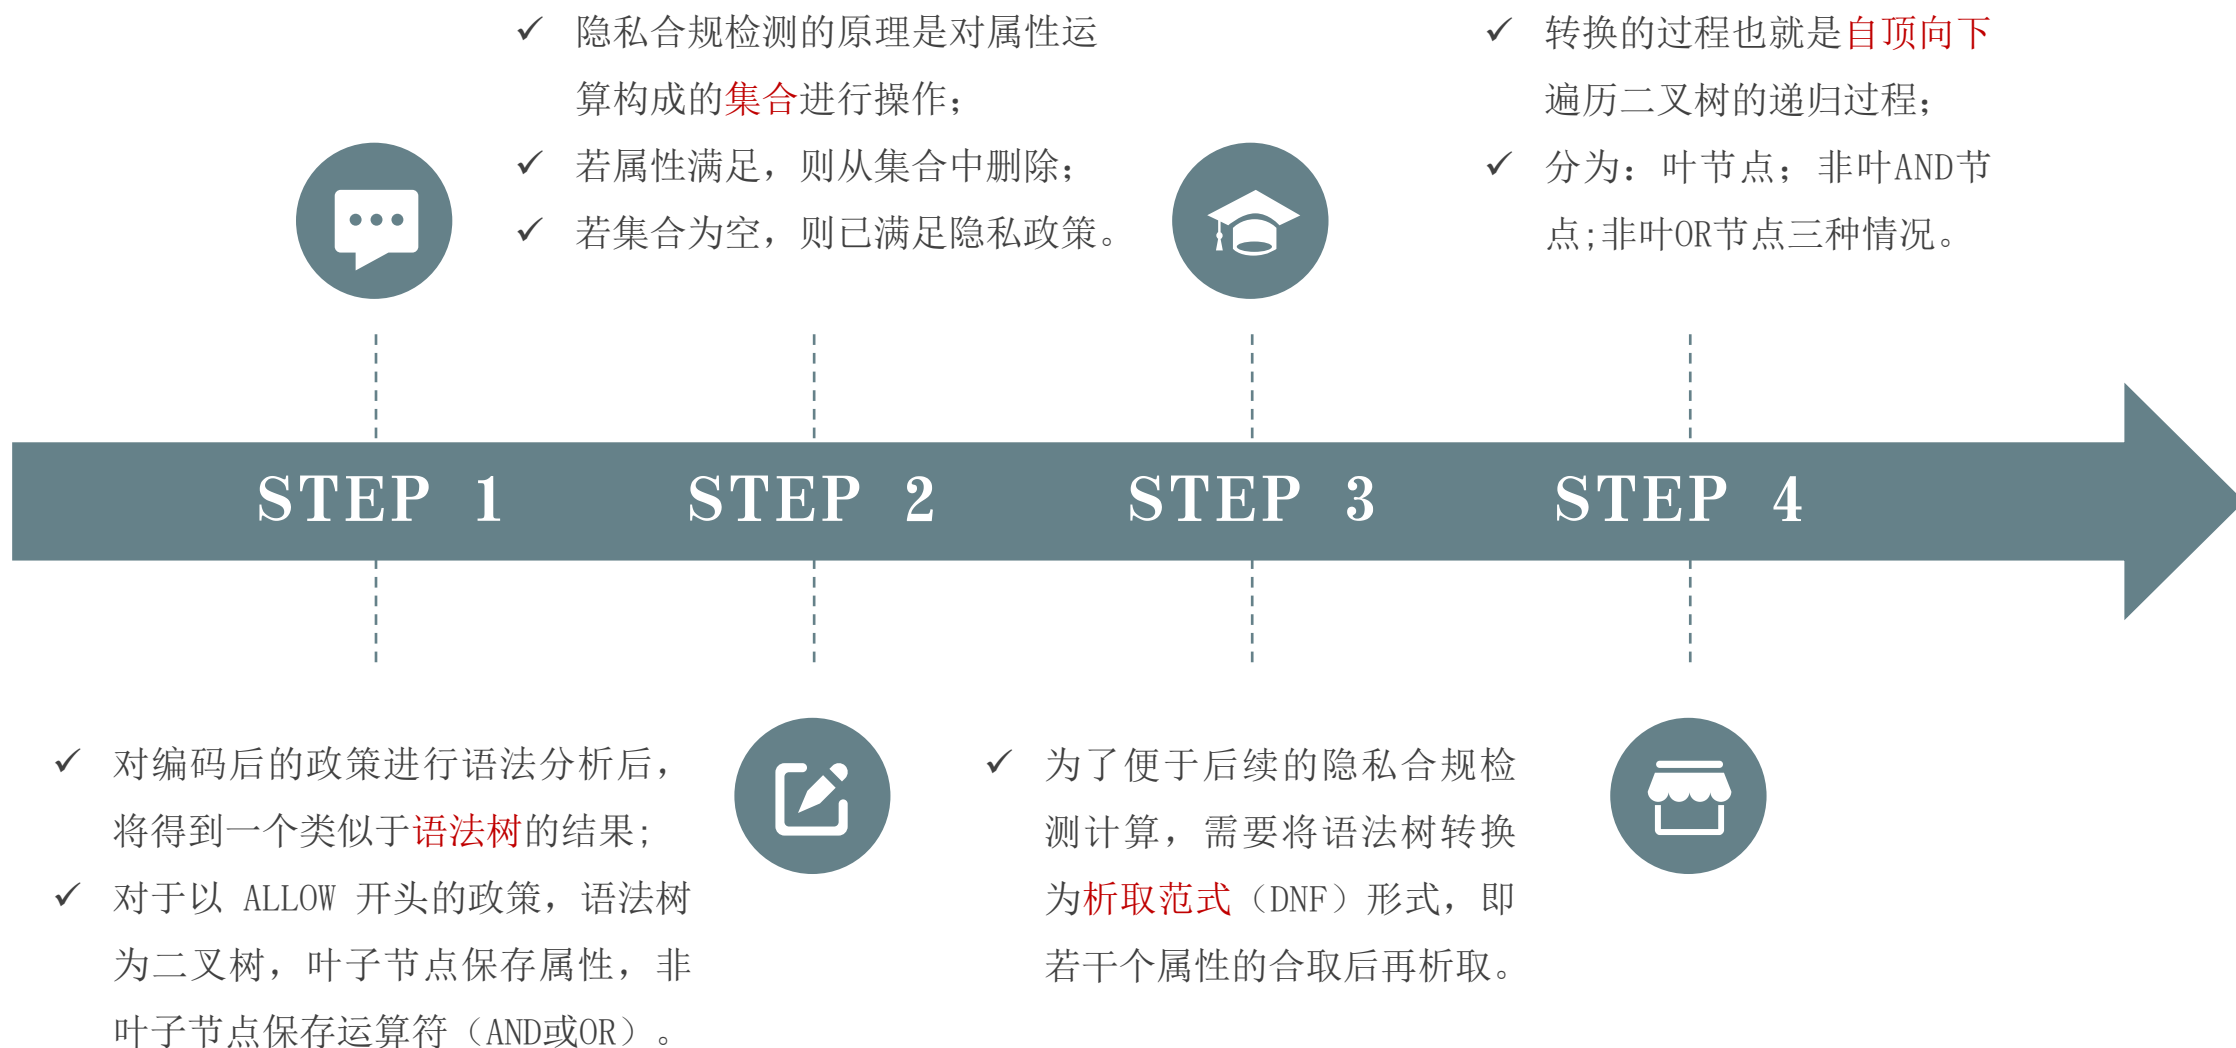 隐私合规检测的原理是对属性运
算构成的集合进行操作；
若属性满足，则从集合中删除；
若集合为空，则已满足隐私政策。
转换的过程也就是自顶向下
遍历二叉树的递归过程；
分为：叶节点；非叶AND节
点;非叶OR节点三种情况。
STEP 1
STEP 2
STEP 3
STEP 4
对编码后的政策进行语法分析后，
将得到一个类似于语法树的结果;
对于以 ALLOW 开头的政策，语法树
为二叉树，叶子节点保存属性，非
叶子节点保存运算符（AND或OR）。
为了便于后续的隐私合规检
测计算，需要将语法树转换
为析取范式（DNF）形式，即
若干个属性的合取后再析取。